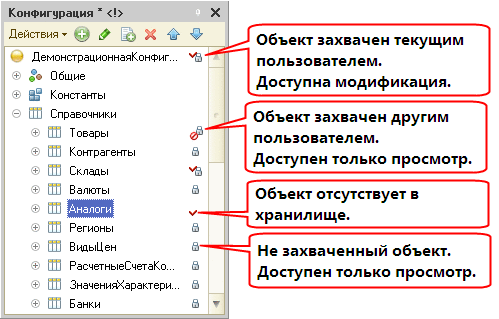 Конфигурация * <!>
Действия
ДемонстрационнаяКонфиг...
Общие
Константы
Справочники
Товары
Контрагенты
Склады
Валюты
Аналоги
Регионы
ВидыЦен
РасчетныеСчетаКо...
ЗначенияХарактери...
Банки
Объект захвачен текущим
пользователем.
Доступна модификация.
Объект захвачен другим
пользователем.
Доступен только просмотр.
Объект отсутствует в
хранилище.
Не захваченный объект.
Доступен только просмотр.